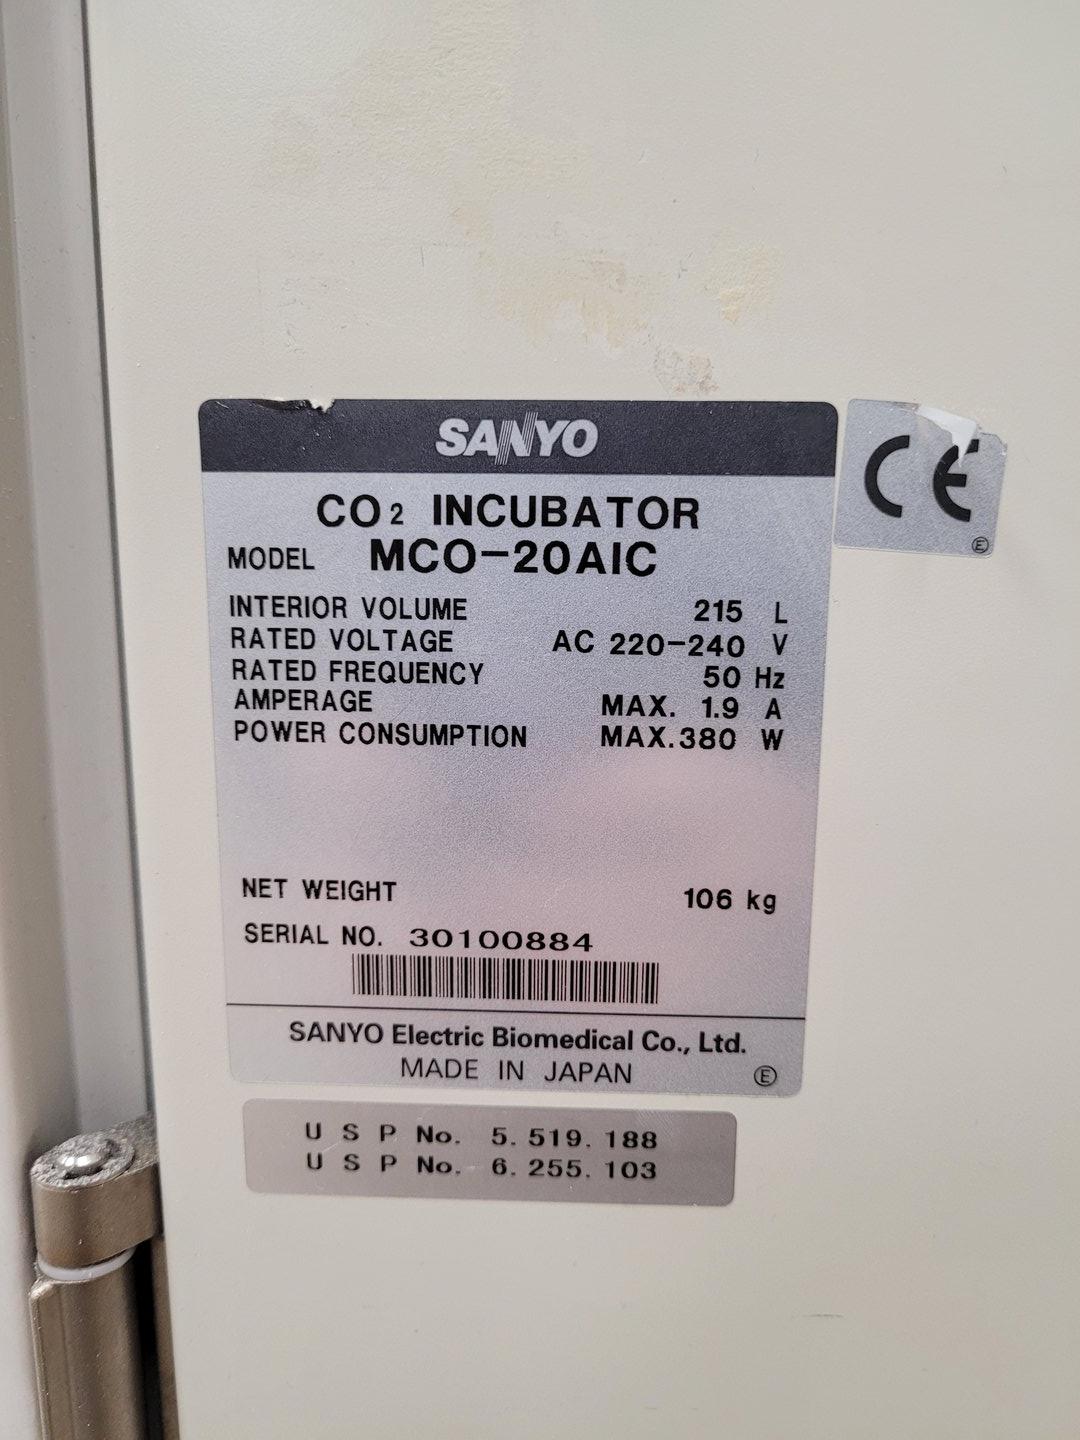 SANYO
CE
E
CO2 INCUBATOR
MODEL MCO-20AIC
INTERIOR VOLUME 215 L
RATED VOLTAGE AC 220-240 V
RATED FREQUENCY 50 Hz
AMPERAGE MAX. 1.9 A
POWER CONSUMPTION MAX.380 W
NET WEIGHT 106 kg
SERIAL NO. 30100884
SANYO Electric Biomedical Co., Ltd.
MADE IN JAPAN E
U S P No. 5. 519. 188
U S P No. 6. 255. 103